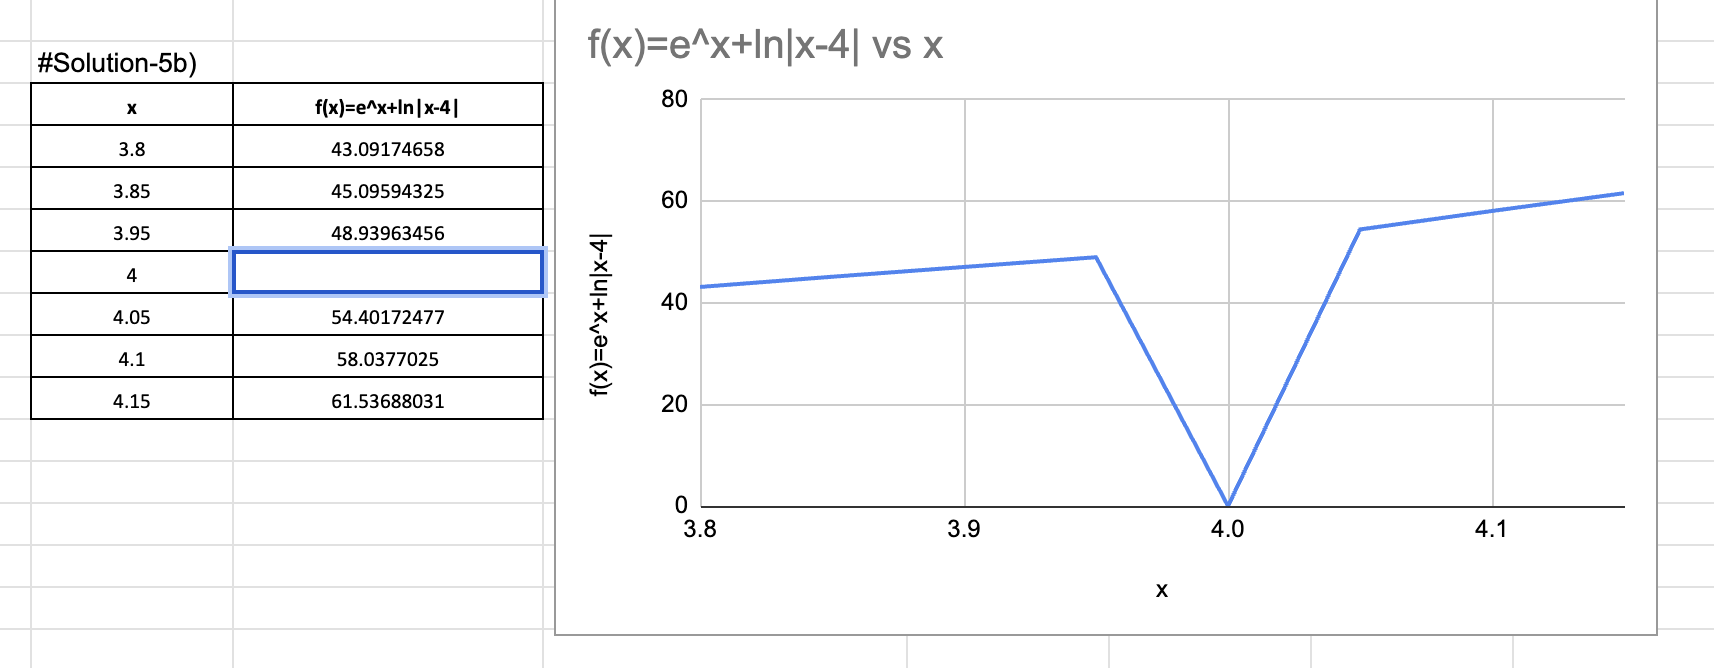 #Solution-5b)
x f(x)=e^x+ln|x-4|
3.8 43.09174658
3.85 45.09594325
3.95 48.93963456
4
4.05 54.40172477
4.1 58.0377025
4.15 61.53688031
f(x)=e^x+ln|x-4| vs x
f(x)=e^x+ln|x-4|
80
60
40
20
0
3.8 3.9 4.0 4.1
x